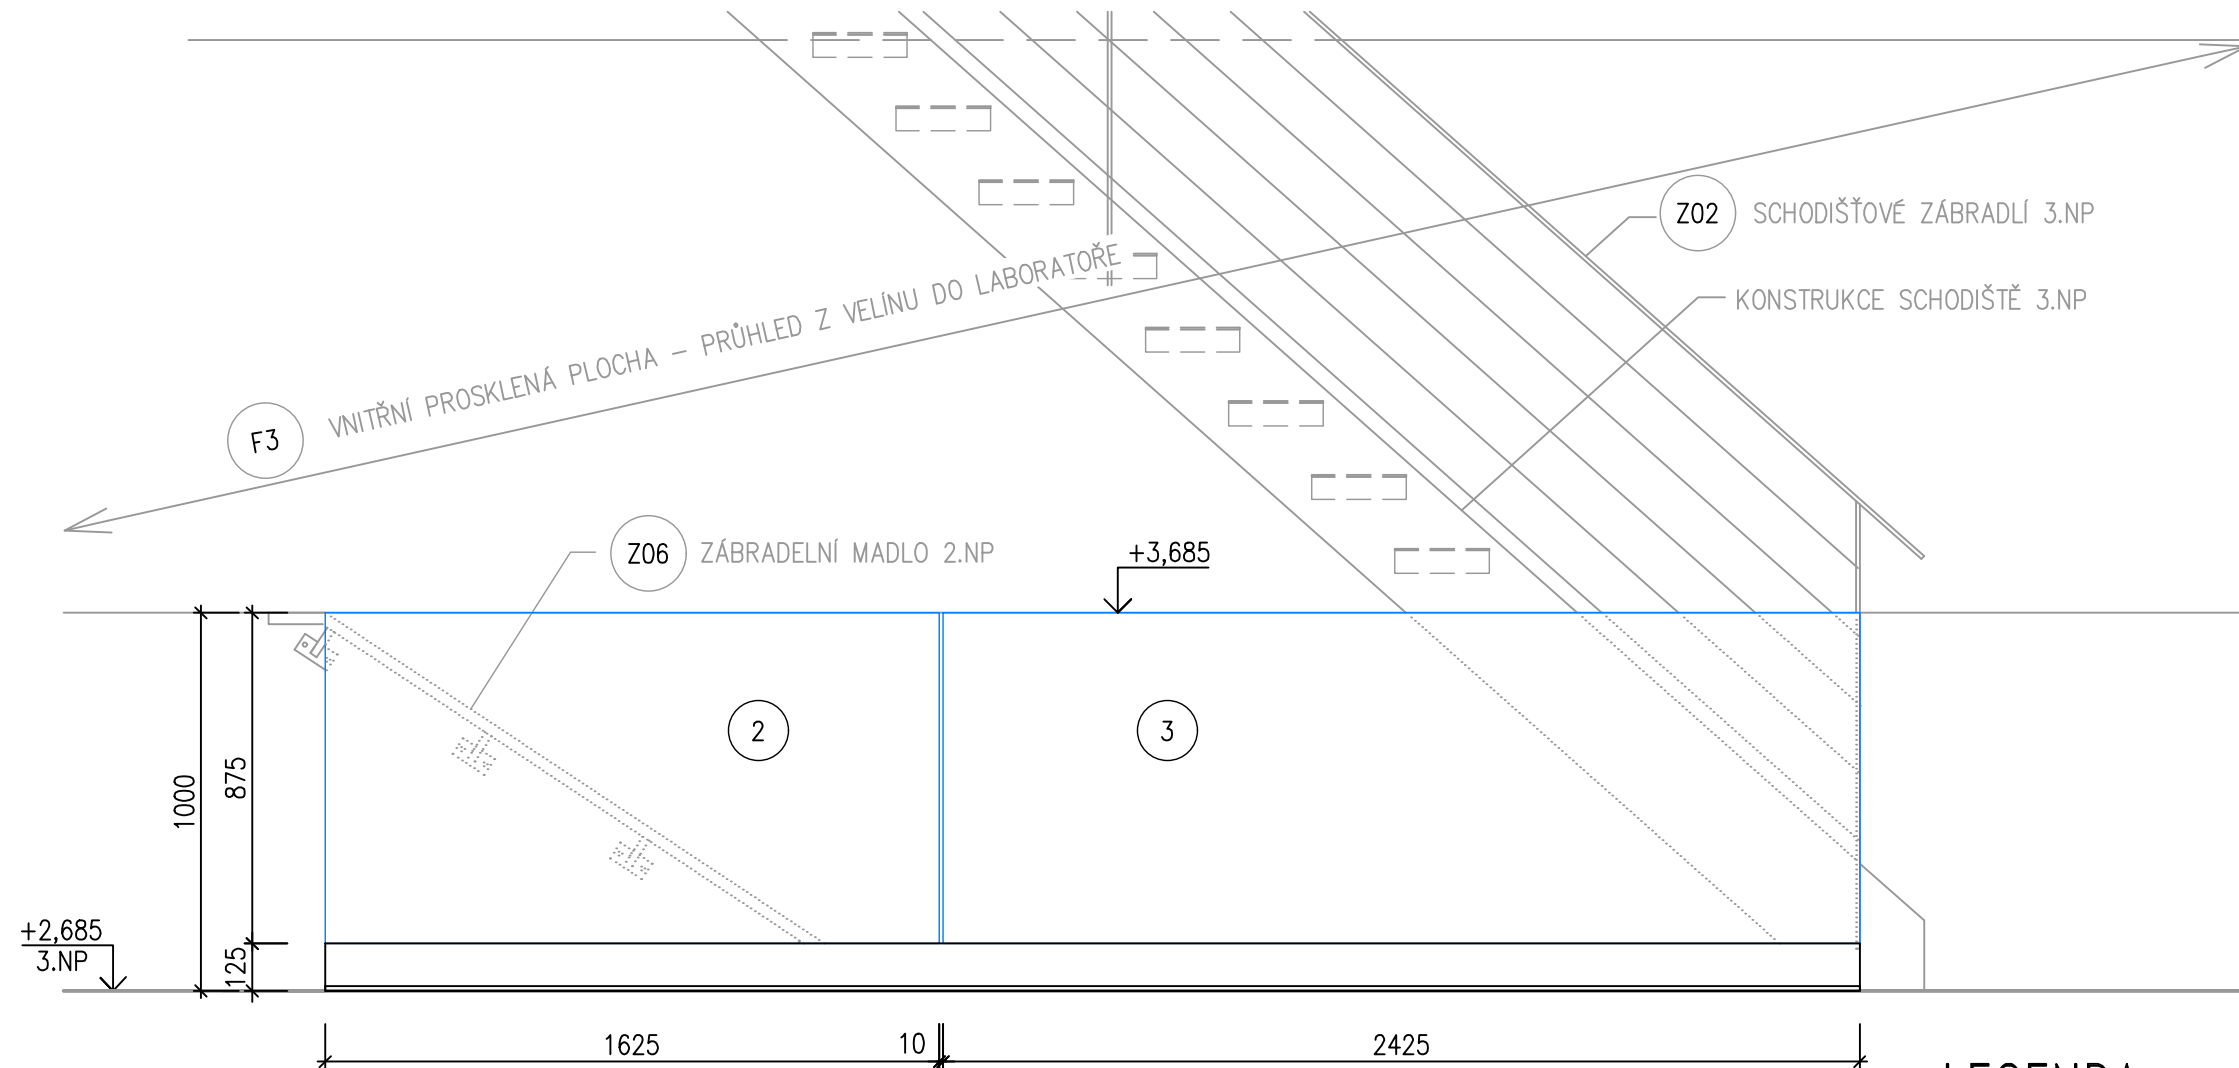 Z02 SCHODIŠŤOVÉ ZÁBRADLÍ 3.NP
KONSTRUKCE SCHODIŠTĚ 3.NP
F3 VNITŘNÍ PROSKLENÁ PLOCHA – PRŮHLED Z VELÍNU DO LABORATOŘE
Z06 ZÁBRADELNÍ MADLO 2.NP
+3,685
2
3
1000
875
+2,685
3.NP
125
1625
10
2425
LEGENDA